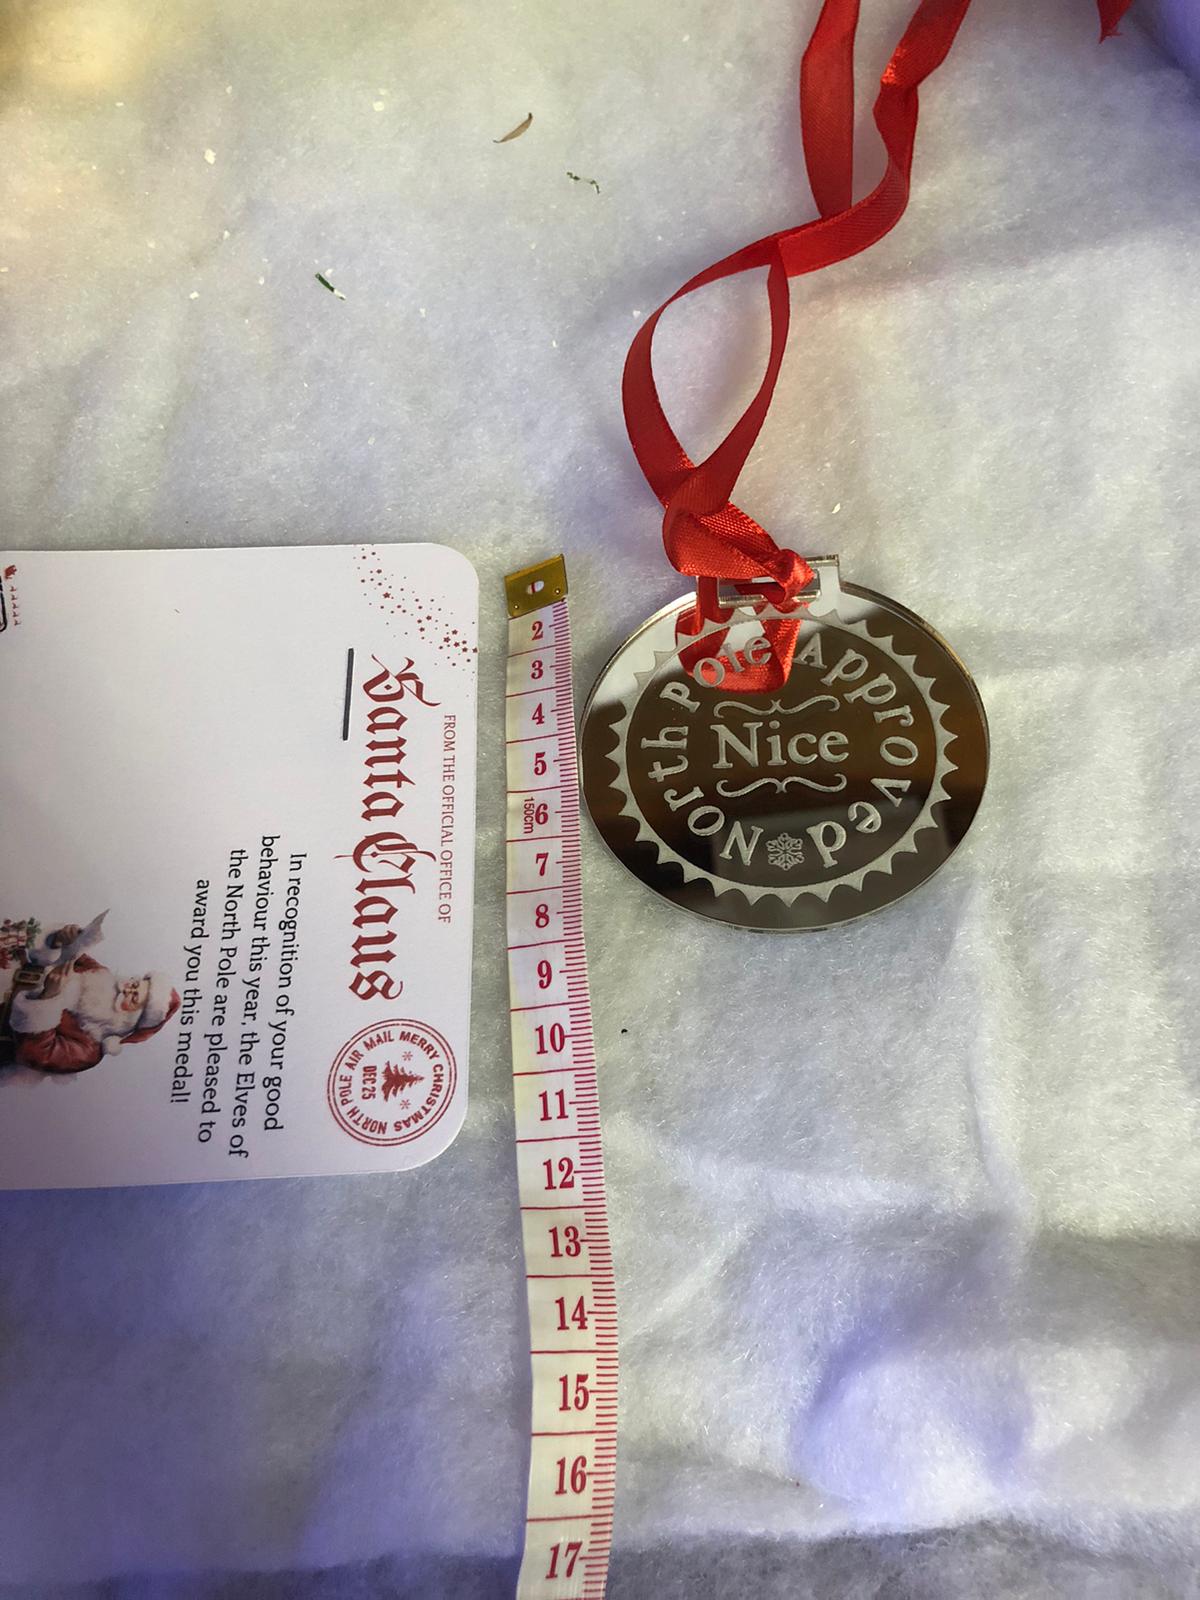 FROM THE OFFICIAL OFFICE OF
Santa Claus
MERRY CHRISTMAS NORTH POLE AIR MAIL
DEC 25
In recognition of your good
behaviour this year, the Elves of
the North Pole are pleased to
award you this medal!
2
3
4
5
6
150cm
7
8
9
10
11
12
13
14
15
16
17
North Pole Approved
Nice